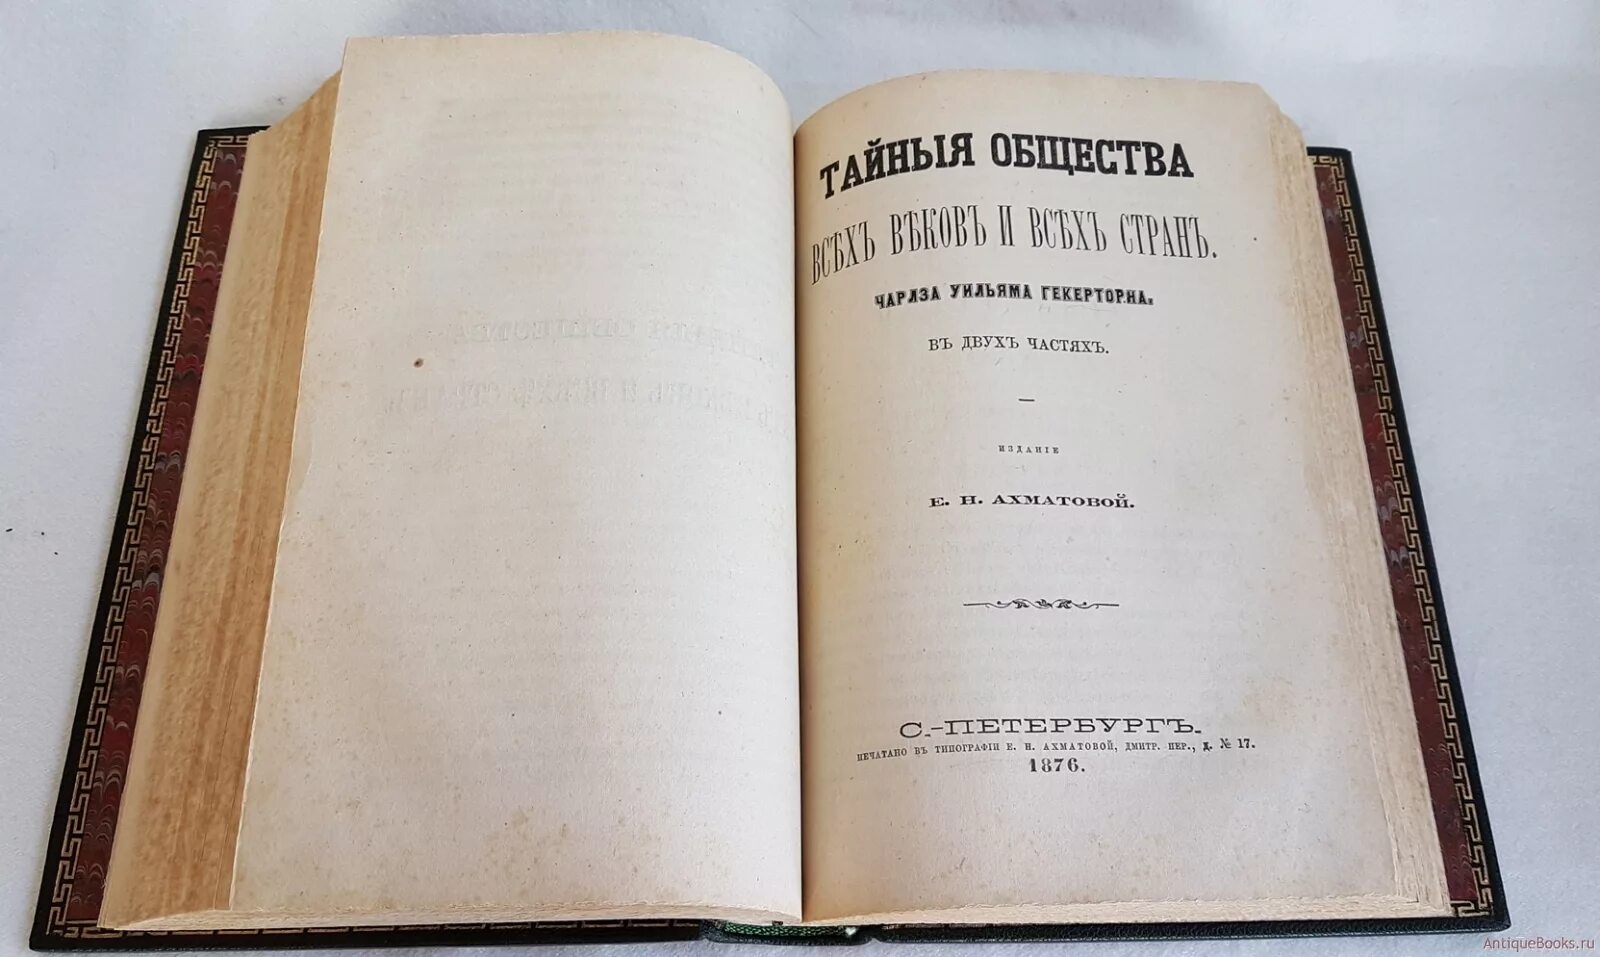 ТАЙНЫЯ ОБЩЕСТВА
ВСѢХЪ ВѢКОВЪ И ВСѢХЪ СТРАНЪ.
ЧАРЛЗА УИЛЬЯМА ГЕКЕРТОРНА.
ВЪ ДВУХЪ ЧАСТЯХЪ.
—
ИЗДАНІЕ
Е. Н. АХМАТОВОЙ.
С.-ПЕТЕРБУРГЪ.
ПЕЧАТАНО ВЪ ТИПОГРАФІИ Е. Н. АХМАТОВОЙ, ДМИТР. ПЕР., Д. № 17.
1876.
AntiqueBooks.ru